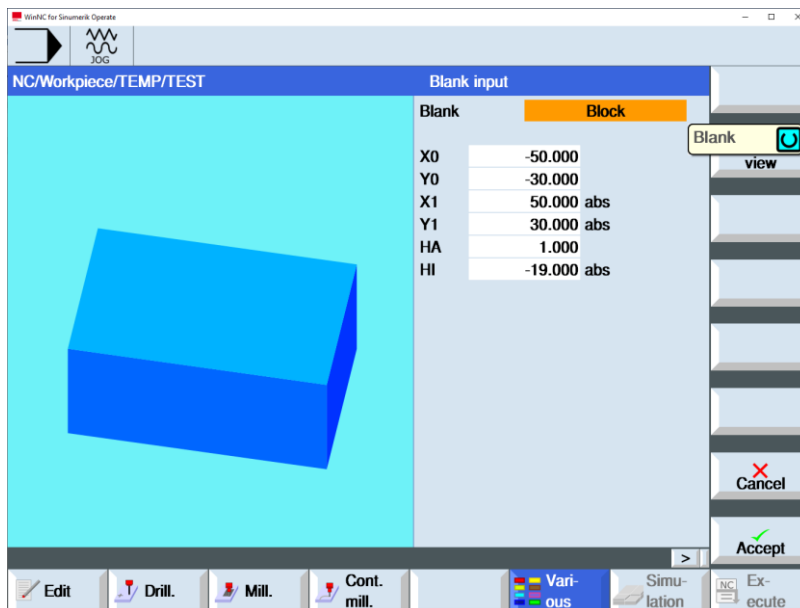 WinNC for Sinumerik Operate
JOG
NC/Workpiece/TEMP/TEST
Blank input
Blank Block
Blank
view
X0 -50.000
Y0 -30.000
X1 50.000 abs
Y1 30.000 abs
HA 1.000
HI -19.000 abs
Cancel
Accept
>
Edit
Drill.
Mill.
Cont.
mill.
Vari-
ous
Simu-
lation
NC
Ex-
ecute